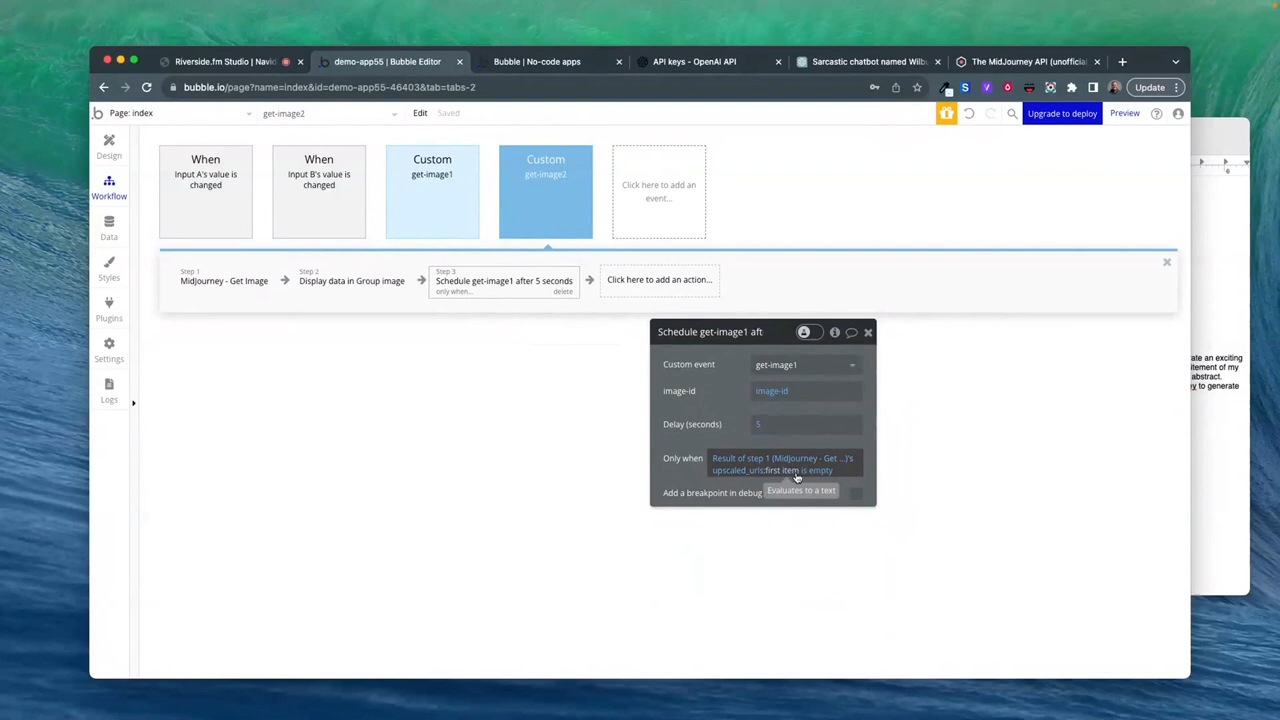 Riverside.fm Studio | Navid
demo-app55 | Bubble Editor
Bubble | No-code apps
API keys - OpenAI API
Sarcastic chatbot named Wilbu
The MidJourney API (unofficial
bubble.io/page?name=index&id=demo-app55-46403&tab=tabs-2
Update
Page: index
get-image2
Edit
Saved
Upgrade to deploy
Preview
Design
Workflow
Data
Styles
Plugins
Settings
Logs
When
Input A's value is
changed
When
Input B's value is
changed
Custom
get-image1
Custom
get-image2
Click here to add an
event...
Step 1
MidJourney - Get Image
Step 2
Display data in Group image
Step 3
Schedule get-image1 after 5 seconds
only when...
delete
Click here to add an action...
Schedule get-image1 aft
Custom event
get-image1
image-id
image-id
Delay (seconds)
5
Only when
Result of step 1 (MidJourney - Get ...)'s
upscaled_urls:first item is empty
Evaluates to a text
Add a breakpoint in debug
6
ate an exciting
itement of my
abstract.
ey to generate